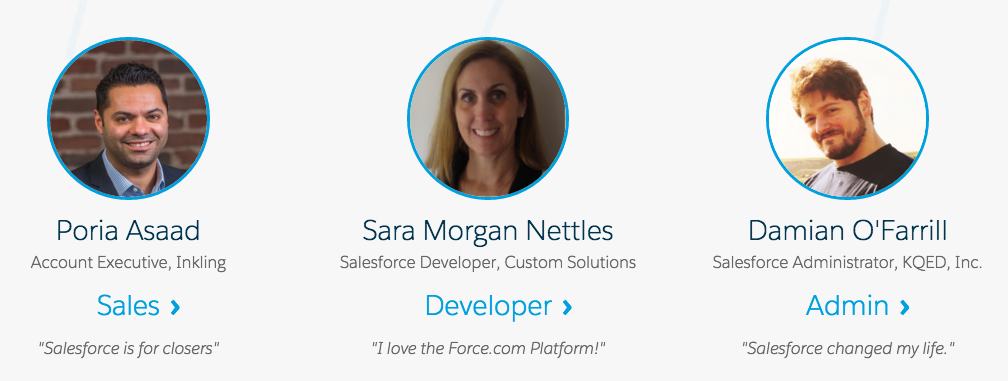 Poria Asaad
Account Executive, Inkling
Sales ›
"Salesforce is for closers"
Sara Morgan Nettles
Salesforce Developer, Custom Solutions
Developer ›
"I love the Force.com Platform!"
Damian O'Farrill
Salesforce Administrator, KQED, Inc.
Admin ›
"Salesforce changed my life."